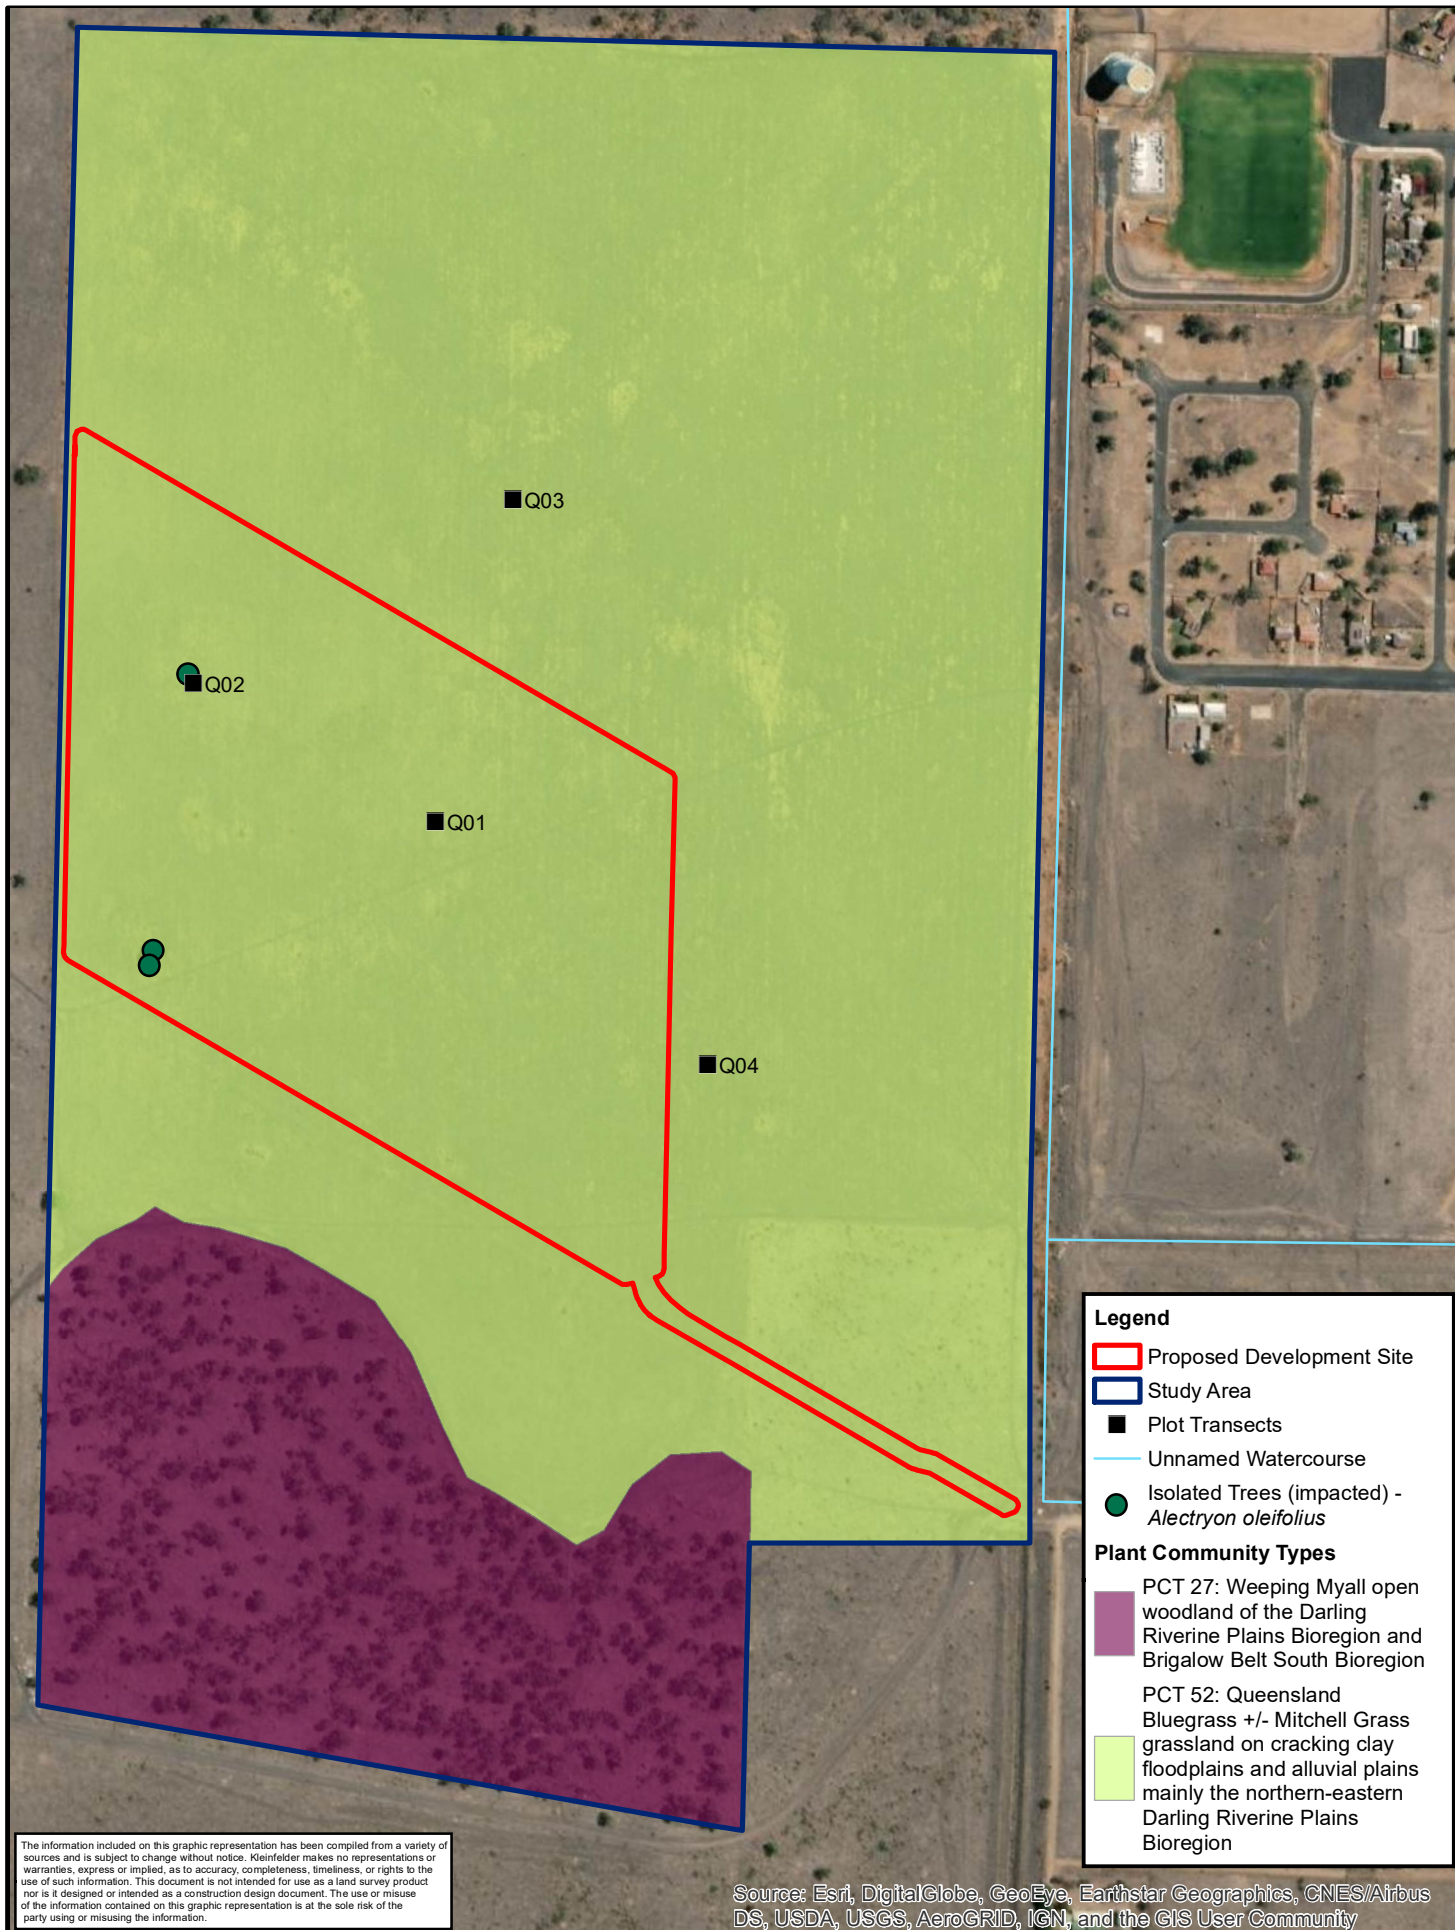 Q03
Q02
Q01
Q04
Legend
Proposed Development Site
Study Area
Plot Transects
Unnamed Watercourse
Isolated Trees (impacted) -
Alectryon oleifolius
Plant Community Types
PCT 27: Weeping Myall open
woodland of the Darling
Riverine Plains Bioregion and
Brigalow Belt South Bioregion
PCT 52: Queensland
Bluegrass +/- Mitchell Grass
grassland on cracking clay
floodplains and alluvial plains
mainly the northern-eastern
Darling Riverine Plains
Bioregion
The information included on this graphic representation has been compiled from a variety of
sources and is subject to change without notice. Kleinfelder makes no representations or
warranties, express or implied, as to accuracy, completeness, timeliness, or rights to the
use of such information. This document is not intended for use as a land survey product
nor is it designed or intended as a construction design document. The use or misuse
of the information contained on this graphic representation is at the sole risk of the
party using or misusing the information.
Source: Esri, DigitalGlobe, GeoEye, Earthstar Geographics, CNES/Airbus
DS, USDA, USGS, AeroGRID, IGN, and the GIS User Community